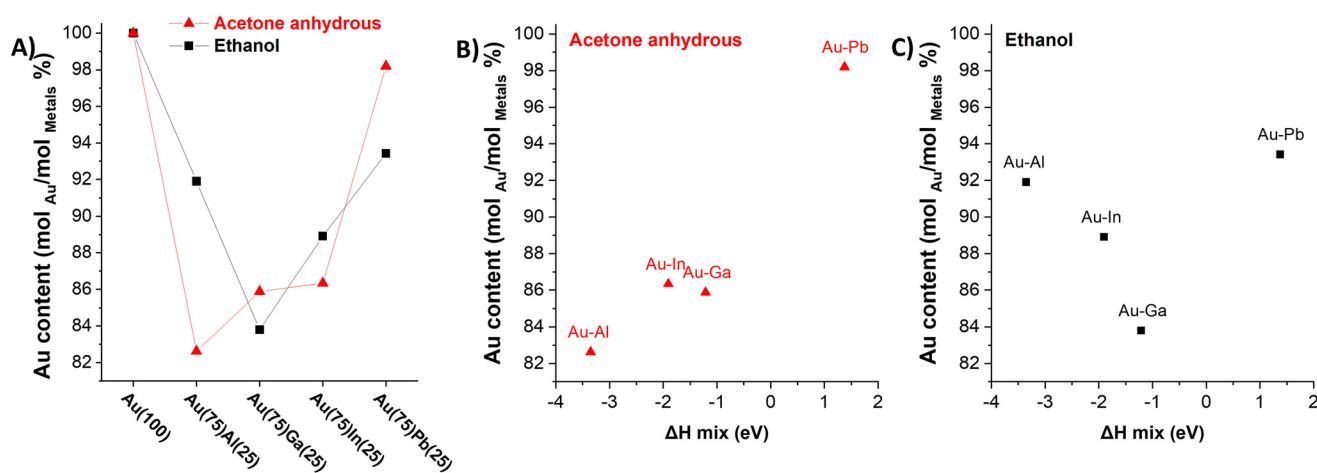 A)
Acetone anhydrous
Ethanol
Au content (mol Au/mol Metals %)
100
98
96
94
92
90
88
86
84
82
Au(100)
Au(75)Al(25)
Au(75)Ga(25)
Au(75)In(25)
Au(75)Pb(25)
B)
Acetone anhydrous
Au content (mol Au/mol Metals %)
100
98
96
94
92
90
88
86
84
82
Au-Pb
Au-In
Au-Ga
Au-Al
-4 -3 -2 -1 0 1 2
ΔH mix (eV)
C)
Ethanol
Au content (mol Au/mol Metals %)
100
98
96
94
92
90
88
86
84
82
Au-Pb
Au-Al
Au-In
Au-Ga
-4 -3 -2 -1 0 1 2
ΔH mix (eV)